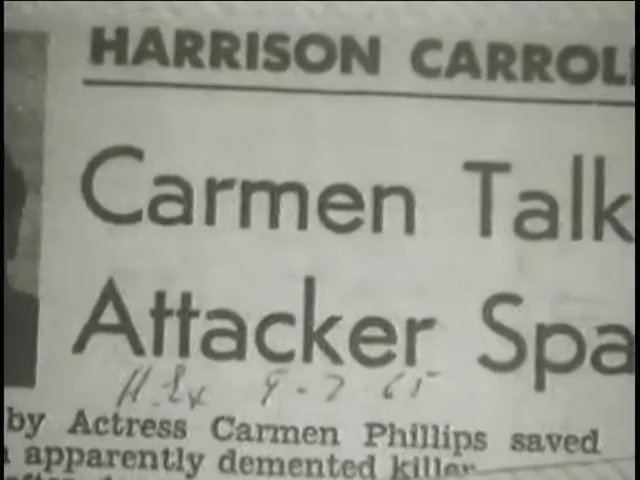 HARRISON CARROL
Carmen Talk
Attacker Spa
by Actress Carmen Phillips saved
apparently demented killer